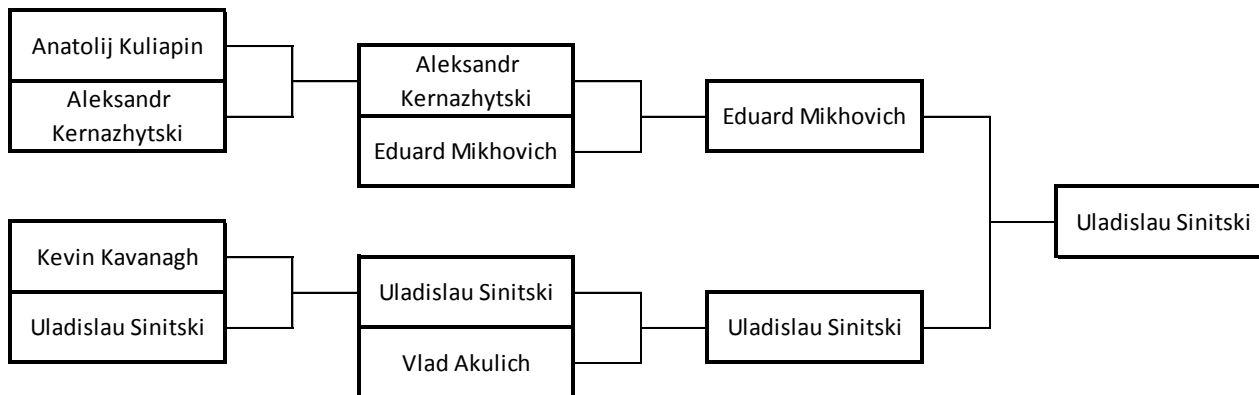 Anatolij Kuliapin
Aleksandr
Kernazhytski
Aleksandr
Kernazhytski
Eduard Mikhovich
Eduard Mikhovich
Kevin Kavanagh
Uladislau Sinitski
Uladislau Sinitski
Vlad Akulich
Uladislau Sinitski
Uladislau Sinitski